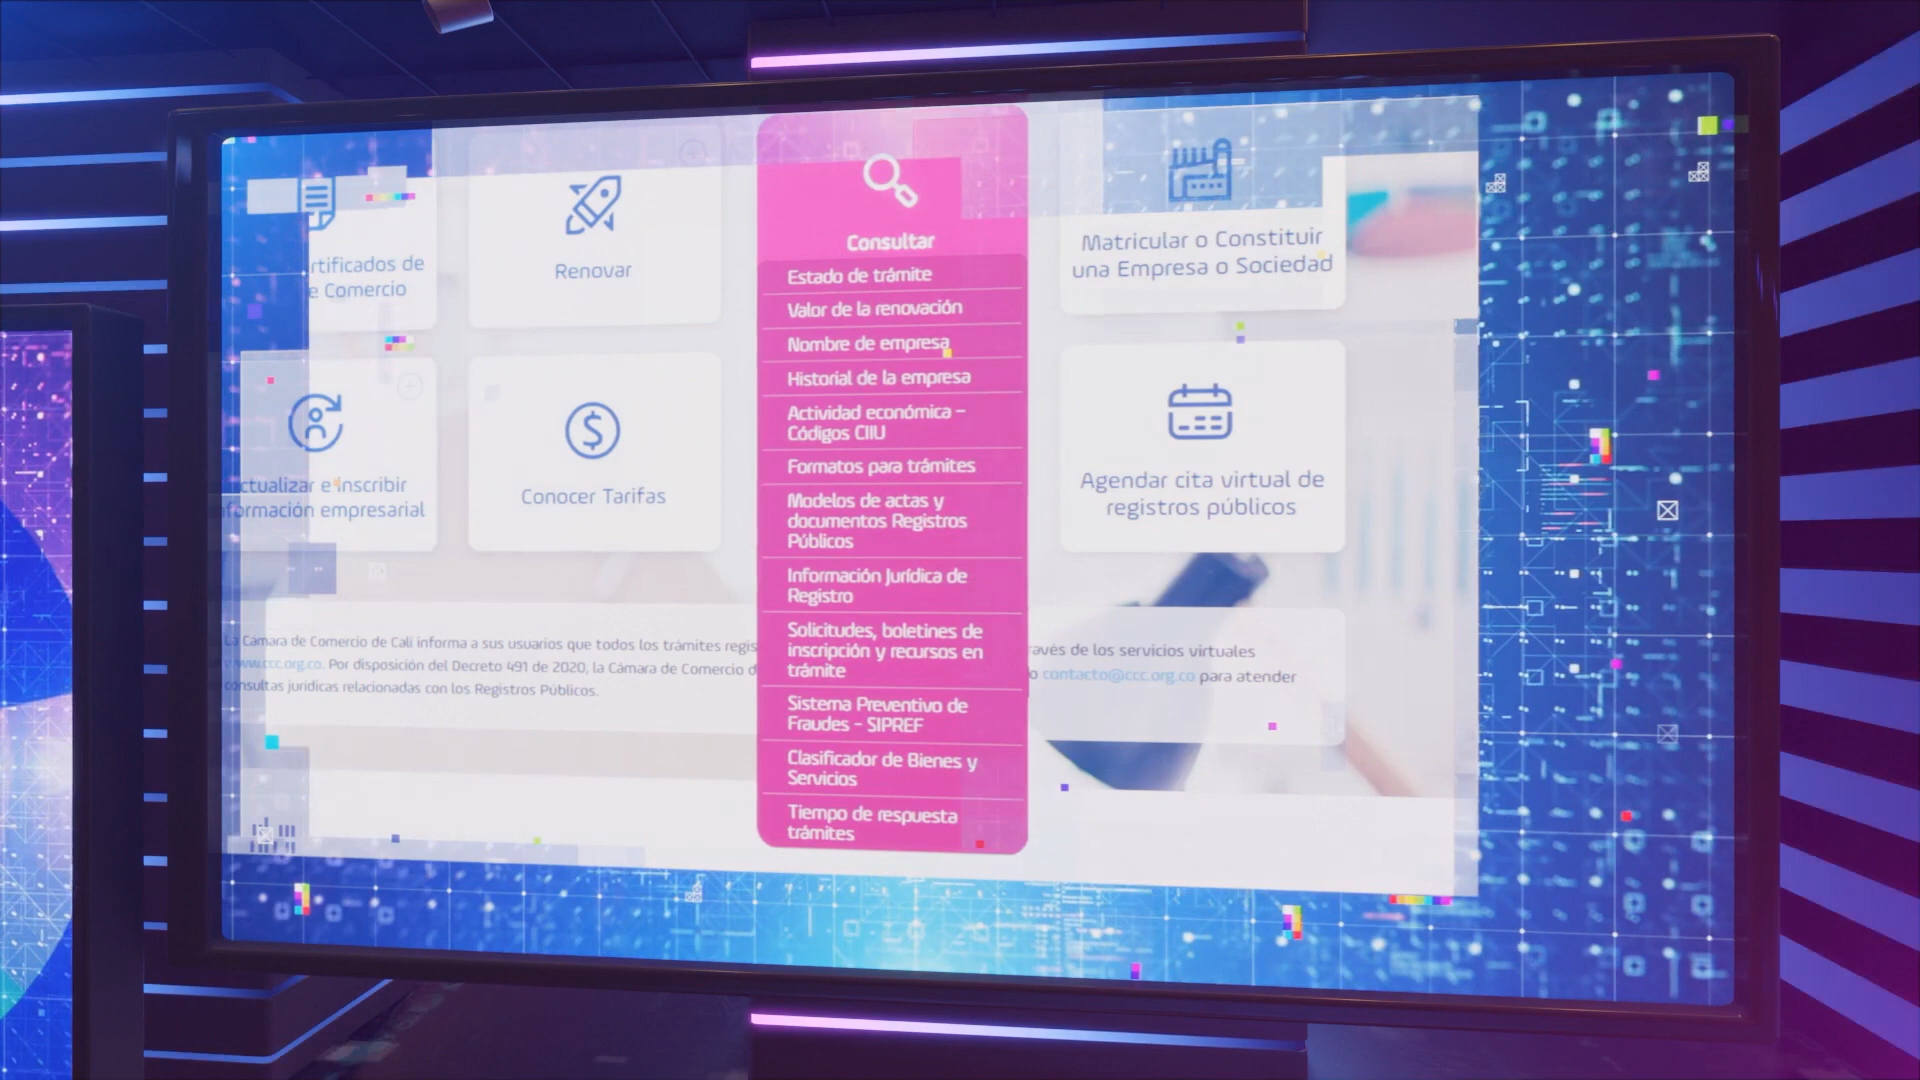 rtificados de
e Comercio
Renovar
Consultar
Estado de trámite
Valor de la renovación
Nombre de empresa
Historial de la empresa
Actividad económica –
Códigos CIIU
Formatos para trámites
Modelos de actas y
documentos Registros
Públicos
Información Jurídica de
Registro
Solicitudes, boletines de
inscripción y recursos en
trámite
Sistema Preventivo de
Fraudes – SIPREF
Clasificador de Bienes y
Servicios
Tiempo de respuesta
trámites
Matricular o Constituir
una Empresa o Sociedad
ctualizar e inscribir
formación empresarial
Conocer Tarifas
Agendar cita virtual de
registros públicos
La Cámara de Comercio de Cali informa a sus usuarios que todos los trámites regis
ravés de los servicios virtuales
www.ccc.org.co. Por disposición del Decreto 491 de 2020, la Cámara de Comercio d
o contacto@ccc.org.co para atender
consultas jurídicas relacionadas con los Registros Públicos.